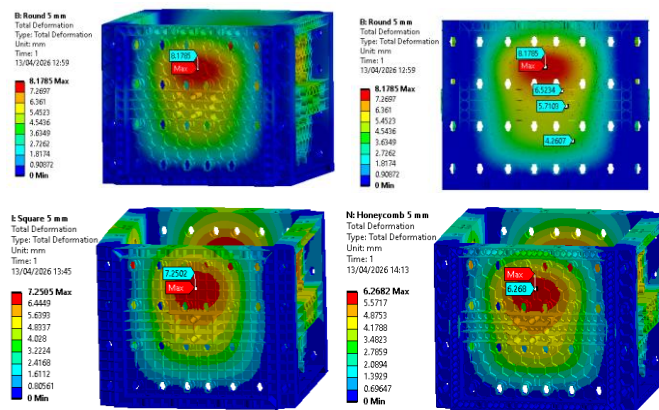 B: Round 5 mm
Total Deformation
Type: Total Deformation
Unit: mm
Time: 1
13/04/2026 12:59
8.1785 Max
7.2697
6.361
5.4523
4.5436
3.6349
2.7262
1.8174
0.90872
0 Min
8.1785
Max
B: Round 5 mm
Total Deformation
Type: Total Deformation
Unit: mm
Time: 1
13/04/2026 12:59
8.1785 Max
7.2697
6.361
5.4523
4.5436
3.6349
2.7262
1.8174
0.90872
0 Min
8.1785
Max
6.5234
5.7103
4.2607
I: Square 5 mm
Total Deformation
Type: Total Deformation
Unit: mm
Time: 1
13/04/2026 13:45
7.2505 Max
6.4449
5.6393
4.8337
4.028
3.2224
2.4168
1.6112
0.80561
0 Min
7.2502
Max
N: Honeycomb 5 mm
Total Deformation
Type: Total Deformation
Unit: mm
Time: 1
13/04/2026 14:13
6.2682 Max
5.5717
4.8753
4.1788
3.4823
2.7859
2.0894
1.3929
0.69647
0 Min
Max
6.268